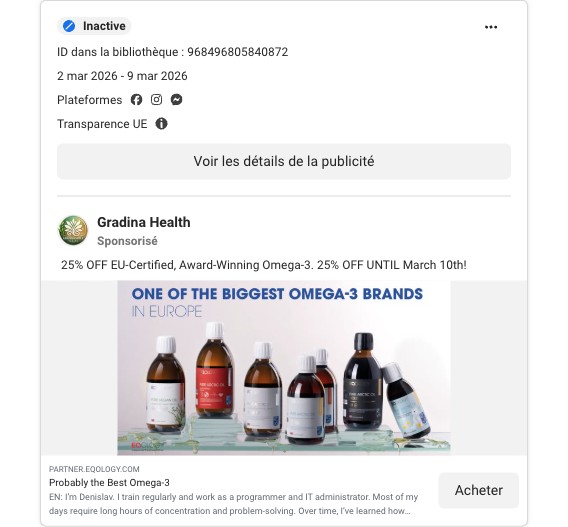 Inactive
ID dans la bibliothèque : 968496805840872
2 mar 2026 - 9 mar 2026
Plateformes
Transparence UE
Voir les détails de la publicité
Gradina Health
Sponsorisé
25% OFF EU-Certified, Award-Winning Omega-3. 25% OFF UNTIL March 10th!
ONE OF THE BIGGEST OMEGA-3 BRANDS
IN EUROPE
PARTNER.EQOLOGY.COM
Probably the Best Omega-3
EN: I'm Denislav. I train regularly and work as a programmer and IT administrator. Most of my
days require long hours of concentration and problem-solving. Over time, I've learned how...
Acheter